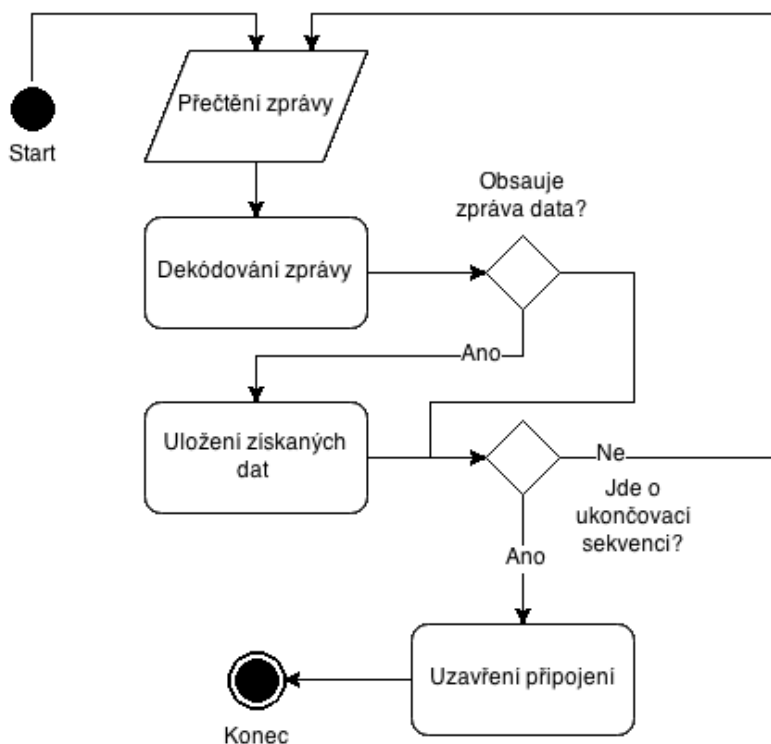 Přečtění zprávy
Start
Obsauje
zpráva data?
Dekódování zprávy
Ano
Uložení získaných
dat
Ne
Jde o
ukončovací
sekvenci?
Ano
Uzavření připojení
Konec